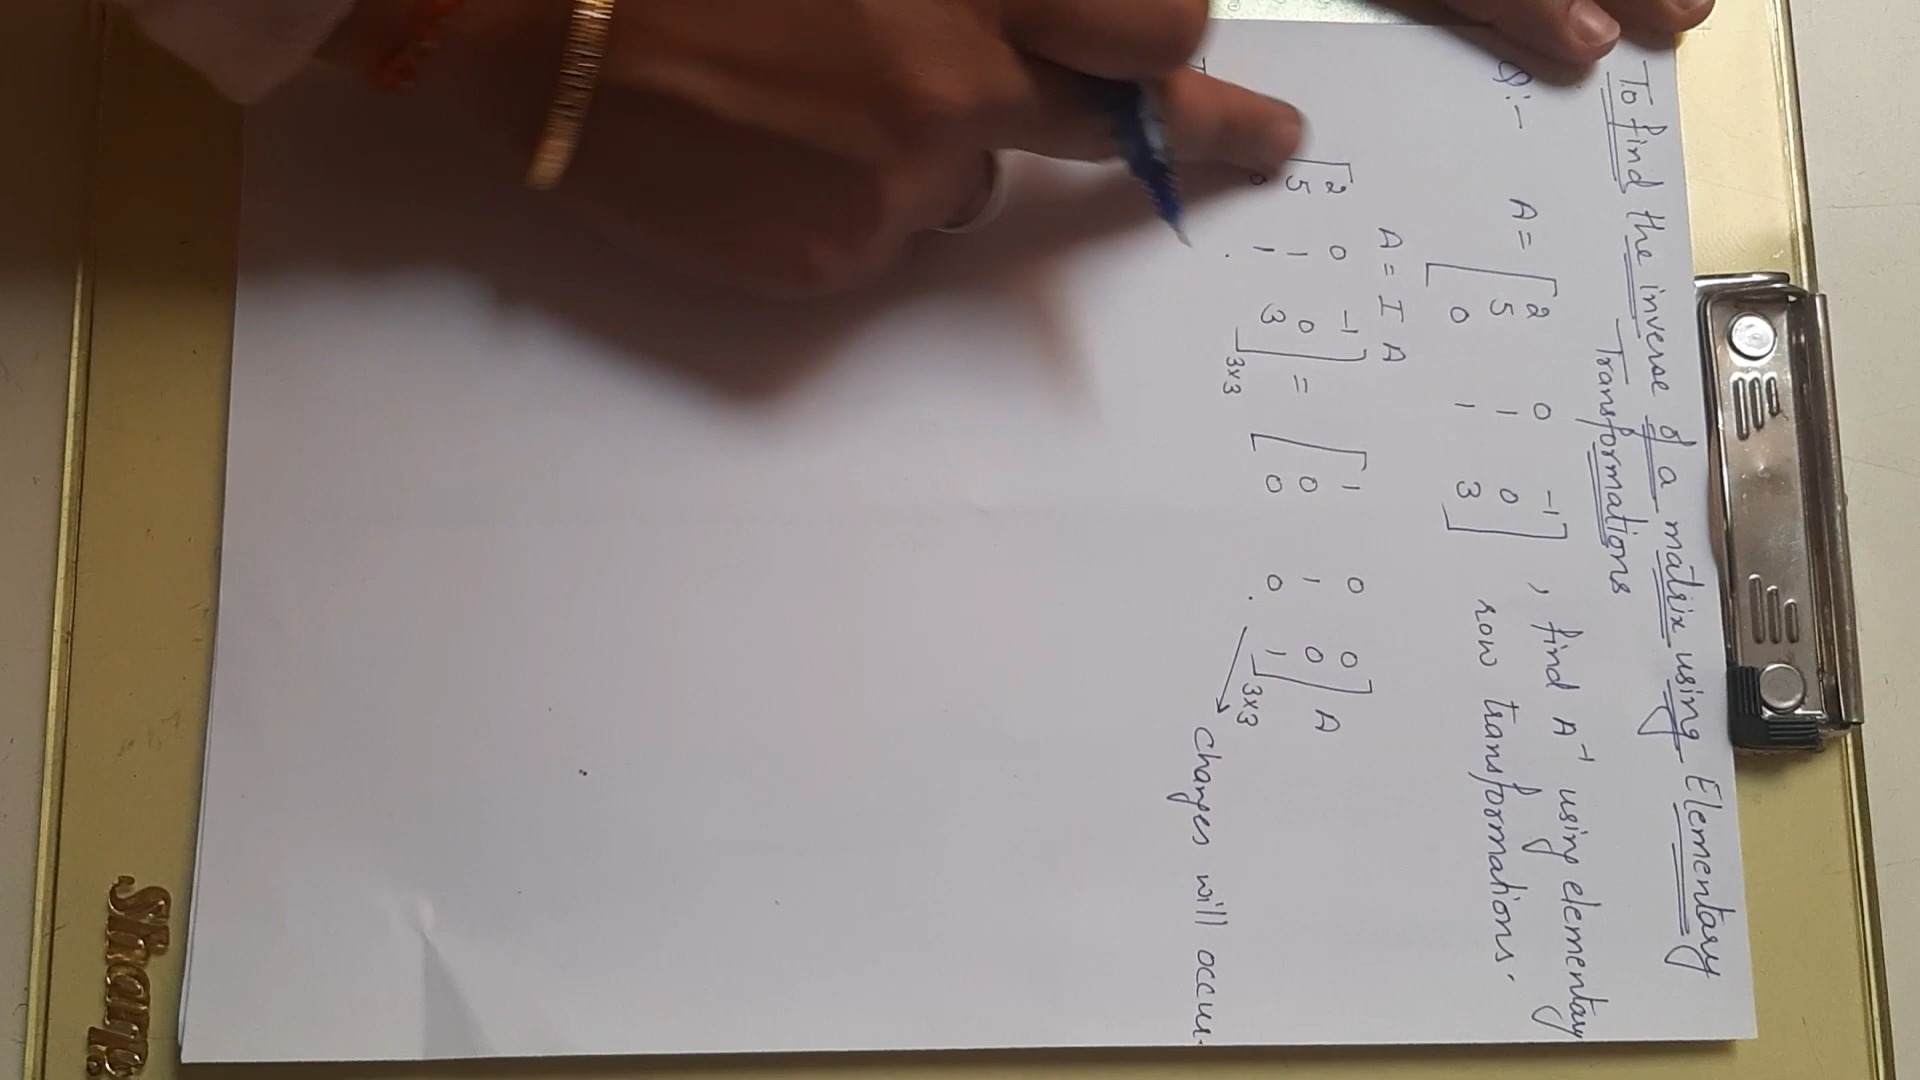 To find the inverse of a matrix using Elementary
Transformations
Q:- A = [ 2 0 -1 ] , find A⁻¹ using elementary
[ 5 1 0 ] row transformations.
[ 0 1 3 ]
A = I A
[ 2 0 -1 ] [ 1 0 0 ]
[ 5 1 0 ] = [ 0 1 0 ] A
[ 0 1 3 ]3x3 [ 0 0 1 ]3x3
Changes will occur.
Sharp